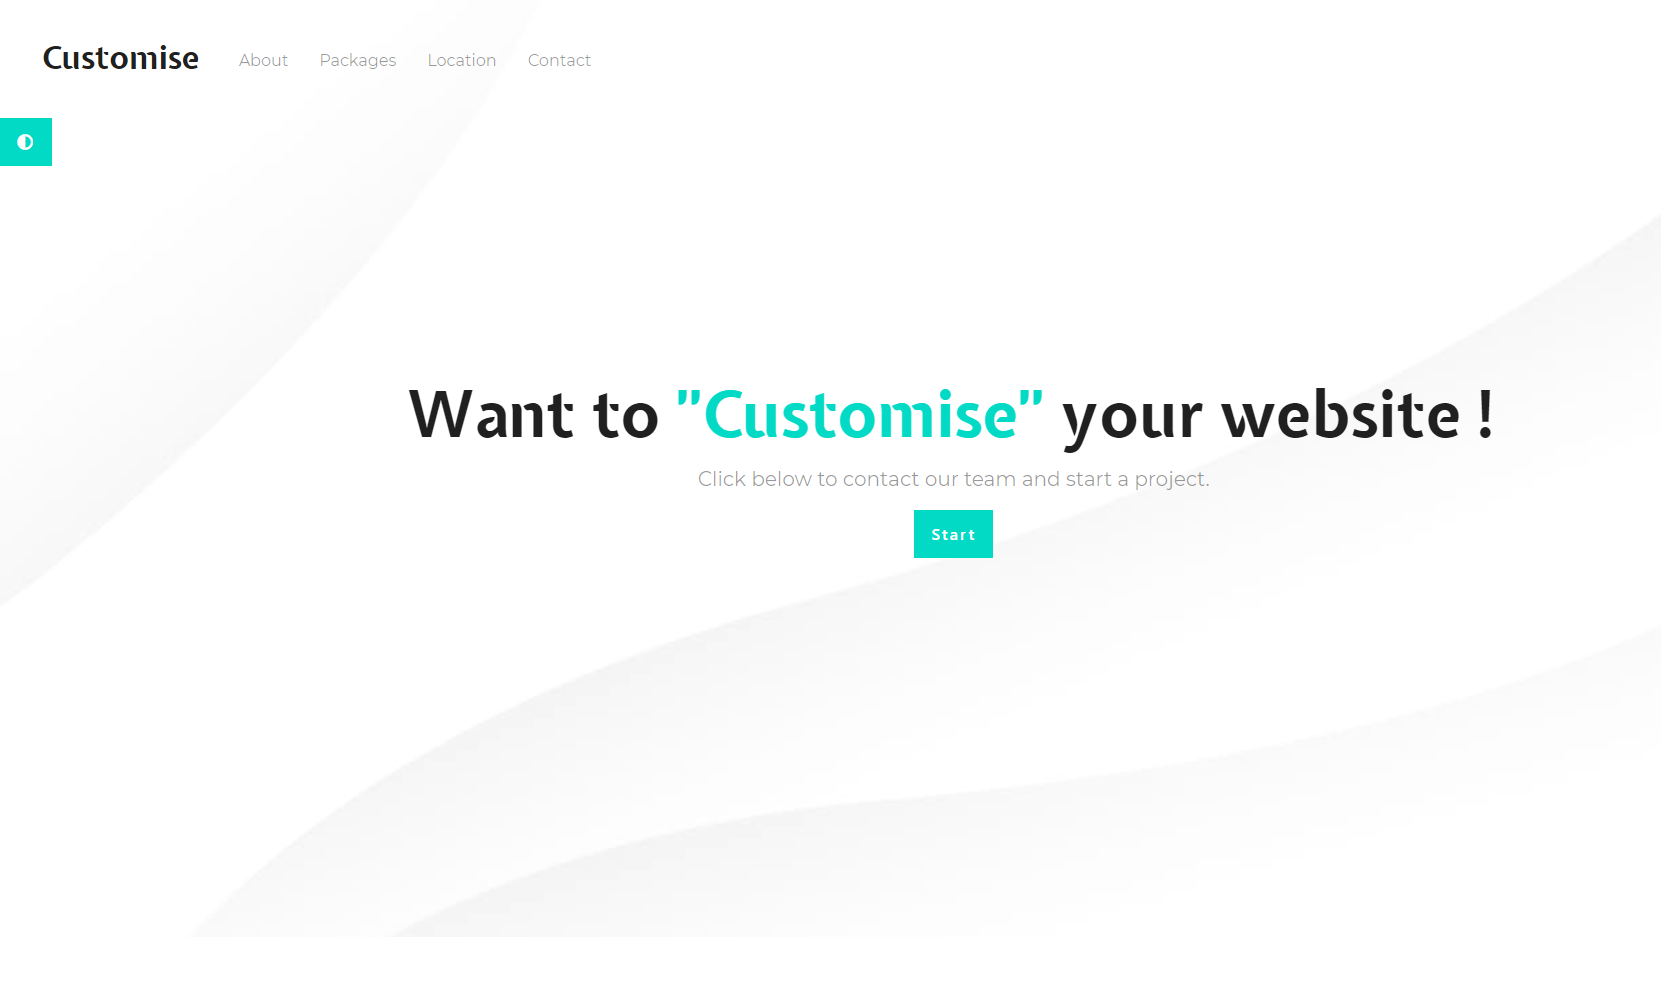 Customise About Packages Location Contact
Want to "Customise" your website !
Click below to contact our team and start a project.
Start